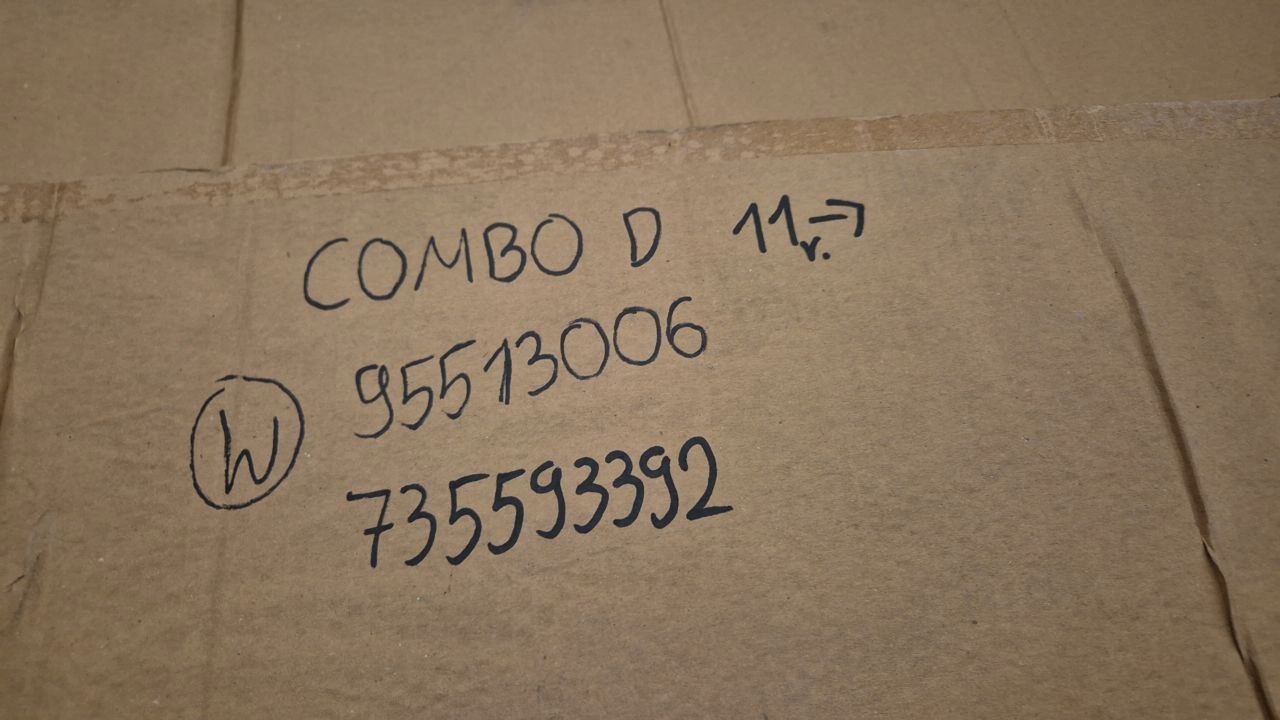 COMBO D 11r. →
95513006
W
735593392